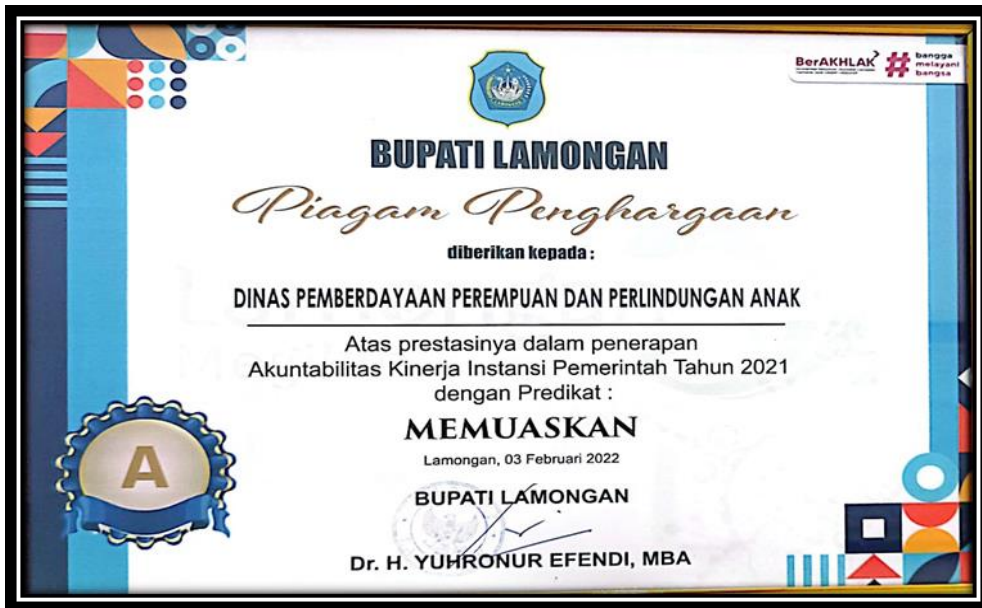 BerAKHLAK
# bangga
melayani
bangsa
BUPATI LAMONGAN
Piagam Penghargaan
diberikan kepada :
DINAS PEMBERDAYAAN PEREMPUAN DAN PERLINDUNGAN ANAK
Atas prestasinya dalam penerapan
Akuntabilitas Kinerja Instansi Pemerintah Tahun 2021
dengan Predikat :
MEMUASKAN
A
Lamongan, 03 Februari 2022
BUPATI LAMONGAN
Dr. H. YUHRONUR EFENDI, MBA